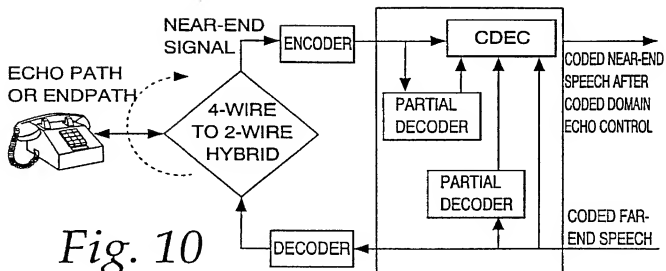 NEAR-END
SIGNAL
ENCODER
CDEC
CODED NEAR-END
SPEECH AFTER
CODED DOMAIN
ECHO CONTROL
ECHO PATH
OR ENDPATH
4-WIRE
TO 2-WIRE
HYBRID
PARTIAL
DECODER
PARTIAL
DECODER
CODED FAR-
END SPEECH
DECODER
Fig. 10